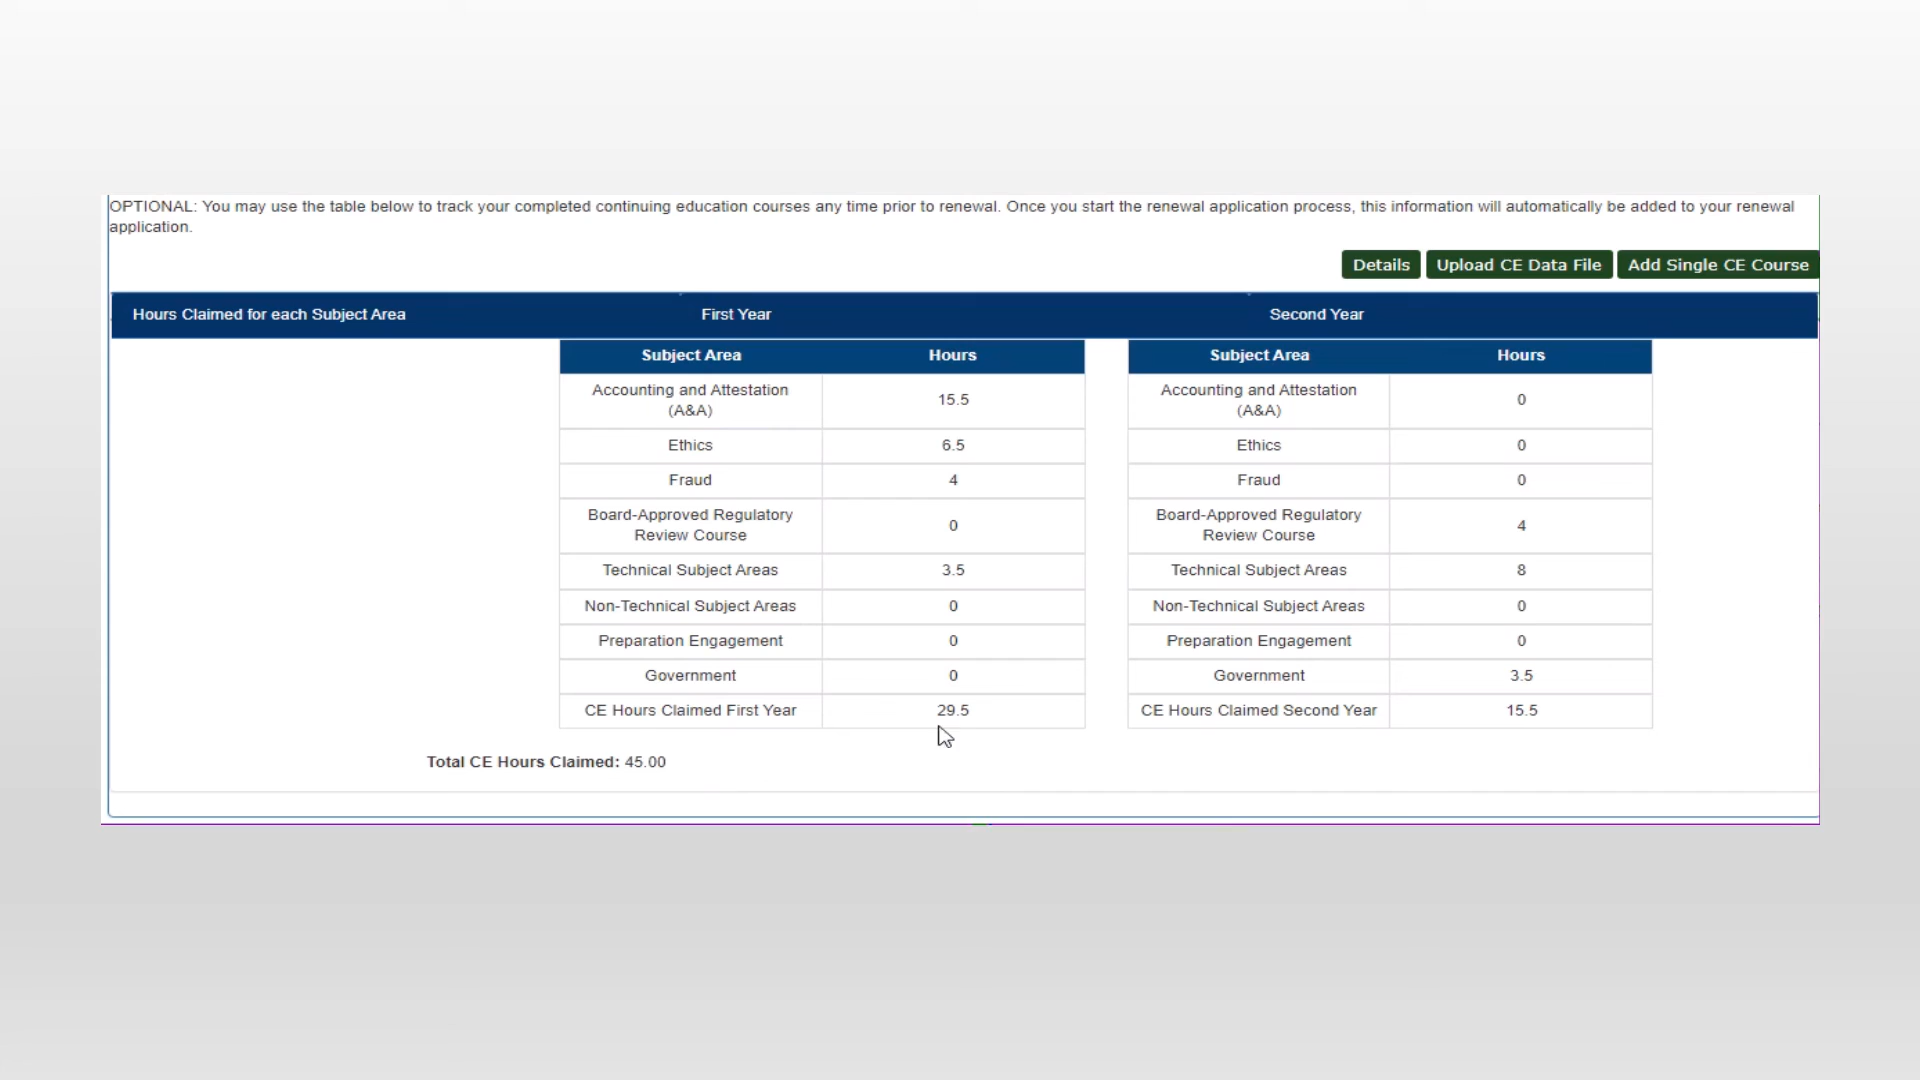 OPTIONAL: You may use the table below to track your completed continuing education courses any time prior to renewal. Once you start the renewal application process, this information will automatically be added to your renewal
application.
Details Upload CE Data File Add Single CE Course
Hours Claimed for each Subject Area First Year Second Year
Subject Area Hours Subject Area Hours
Accounting and Attestation
(A&A) 15.5 Accounting and Attestation
(A&A) 0
Ethics 6.5 Ethics 0
Fraud 4 Fraud 0
Board-Approved Regulatory
Review Course 0 Board-Approved Regulatory
Review Course 4
Technical Subject Areas 3.5 Technical Subject Areas 8
Non-Technical Subject Areas 0 Non-Technical Subject Areas 0
Preparation Engagement 0 Preparation Engagement 0
Government 0 Government 3.5
CE Hours Claimed First Year 29.5 CE Hours Claimed Second Year 15.5
Total CE Hours Claimed: 45.00